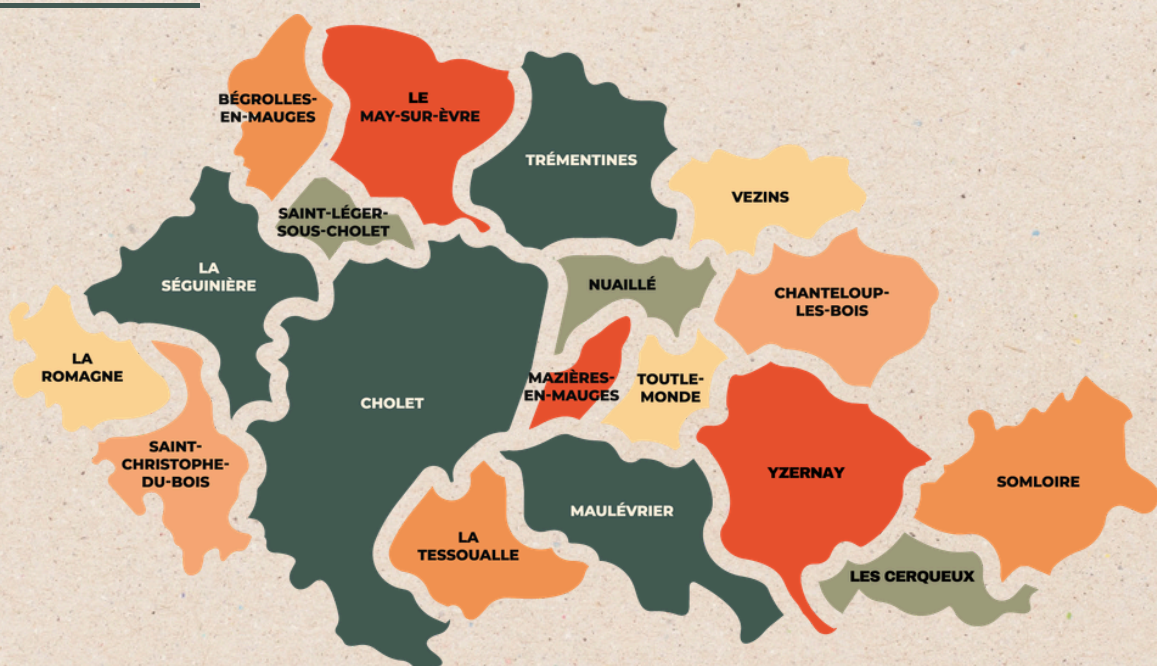 BÉGROLLES-
EN-MAUGES
LE
MAY-SUR-ÈVRE
TRÉMENTINES
VEZINS
SAINT-LÉGER-
SOUS-CHOLET
LA
SÉGUINIÈRE
NUAILLÉ
CHANTELOUP-
LES-BOIS
LA
ROMAGNE
MAZIÈRES-
EN-MAUGES
TOUTLE-
MONDE
CHOLET
SAINT-
CHRISTOPHE-
DU-BOIS
YZERNAY
SOMLOIRE
MAULÉVRIER
LA
TESSOUALLE
LES CERQUEUX